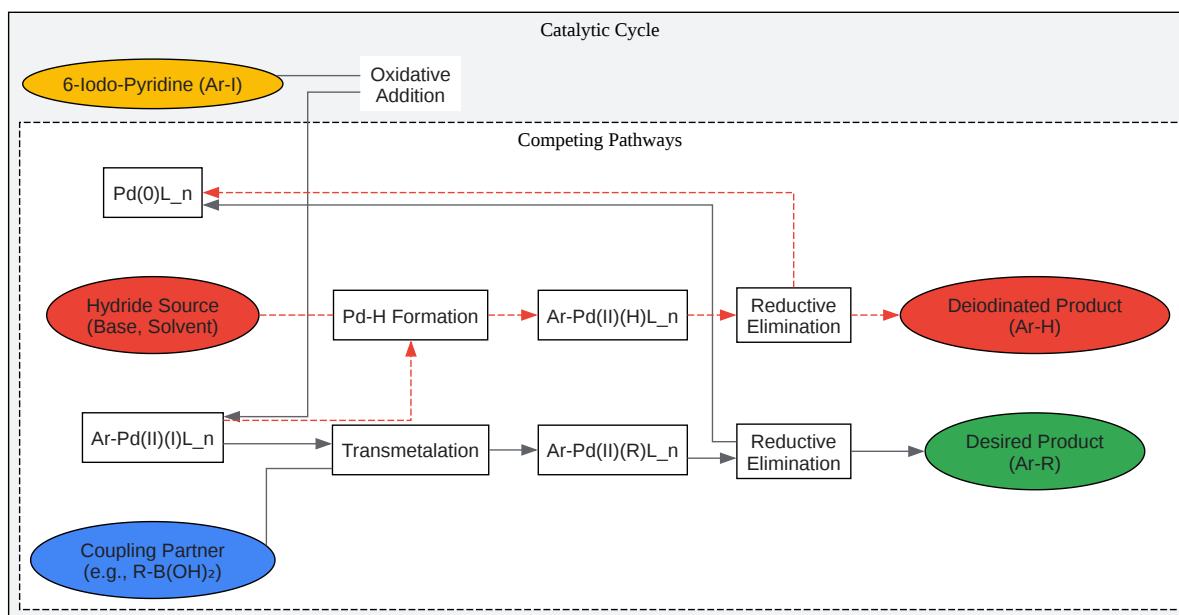 Catalytic Cycle
6-Iodo-Pyridine (Ar-I)
Oxidative
Addition
Competing Pathways
Pd(0)L_n
Hydride Source
(Base, Solvent)
Pd-H Formation
Ar-Pd(II)(H)L_n
Reductive
Elimination
Deiodinated Product
(Ar-H)
Ar-Pd(II)(I)L_n
Transmetalation
Ar-Pd(II)(R)L_n
Reductive
Elimination
Desired Product
(Ar-R)
Coupling Partner
(e.g., R-B(OH)₂)